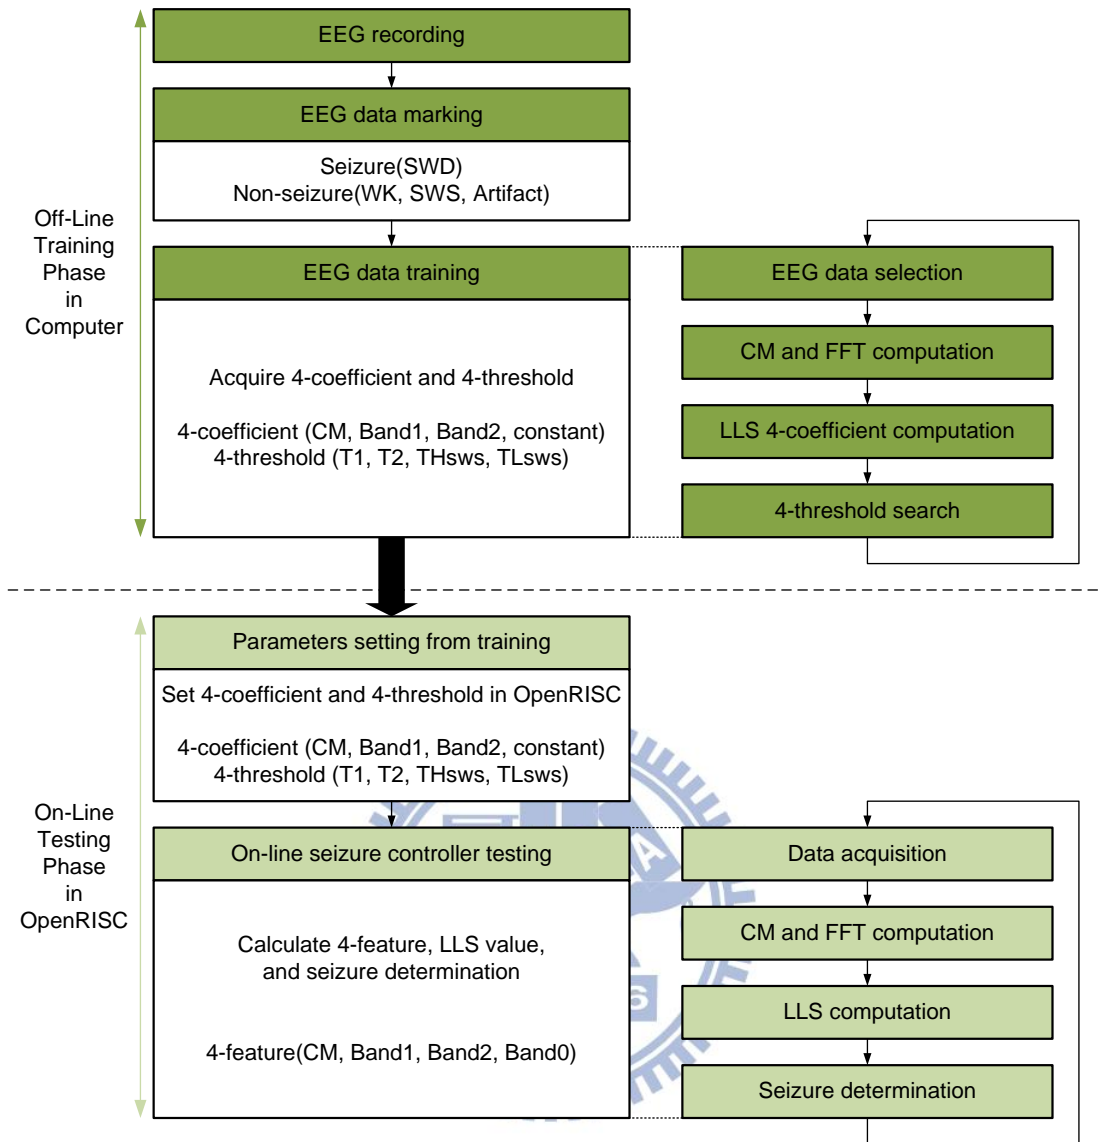 EEG recording
EEG data marking
Seizure(SWD)
Non-seizure(WK, SWS, Artifact)
Off-Line
Training
Phase
in
Computer
EEG data training
Acquire 4-coefficient and 4-threshold
4-coefficient (CM, Band1, Band2, constant)
4-threshold (T1, T2, THsws, TLsws)
EEG data selection
CM and FFT computation
LLS 4-coefficient computation
4-threshold search
Parameters setting from training
Set 4-coefficient and 4-threshold in OpenRISC
4-coefficient (CM, Band1, Band2, constant)
4-threshold (T1, T2, THsws, TLsws)
On-Line
Testing
Phase
in
OpenRISC
On-line seizure controller testing
Calculate 4-feature, LLS value,
and seizure determination
4-feature(CM, Band1, Band2, Band0)
Data acquisition
CM and FFT computation
LLS computation
Seizure determination